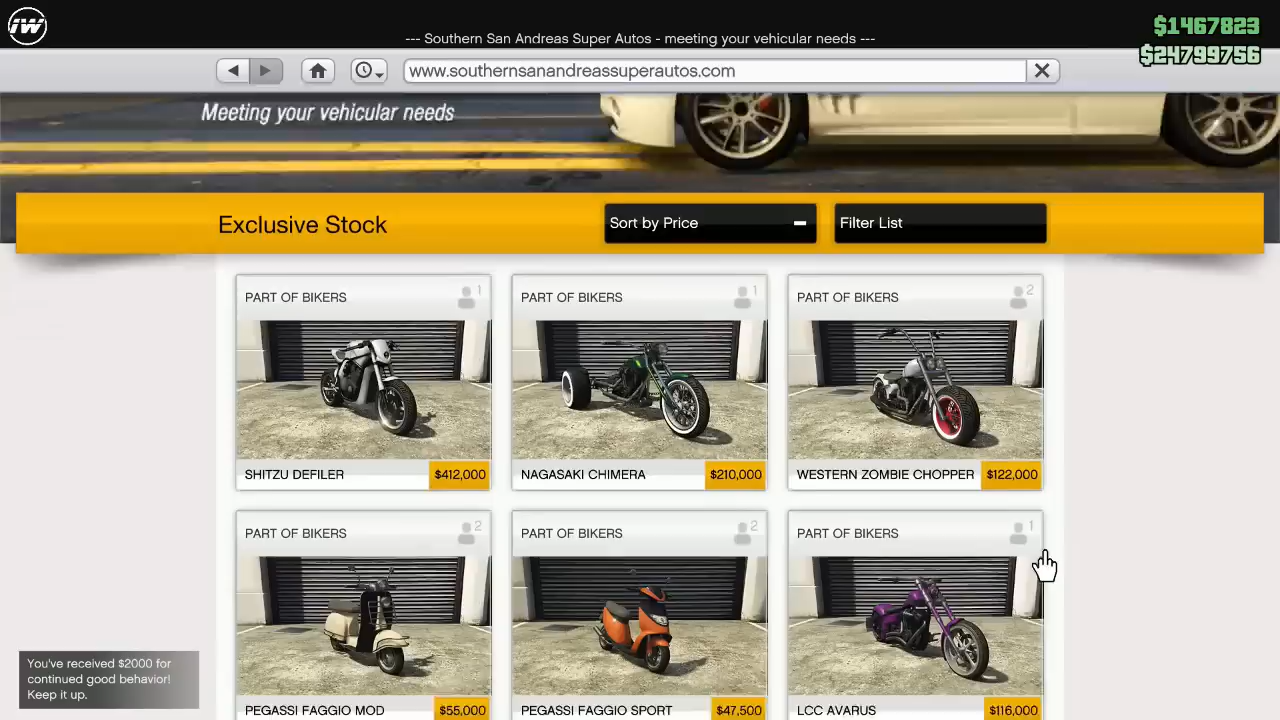 IW
$1467823
--- Southern San Andreas Super Autos - meeting your vehicular needs ---
$24799756
www.southernsanandreassuperautos.com
Meeting your vehicular needs
Exclusive Stock
Sort by Price
Filter List
PART OF BIKERS 1
PART OF BIKERS 1
PART OF BIKERS 2
SHITZU DEFILER $412,000
NAGASAKI CHIMERA $210,000
WESTERN ZOMBIE CHOPPER $122,000
PART OF BIKERS 2
PART OF BIKERS 2
PART OF BIKERS 1
You've received $2000 for
continued good behavior!
Keep it up.
PEGASSI FAGGIO MOD $55,000
PEGASSI FAGGIO SPORT $47,500
LCC AVARUS $116,000